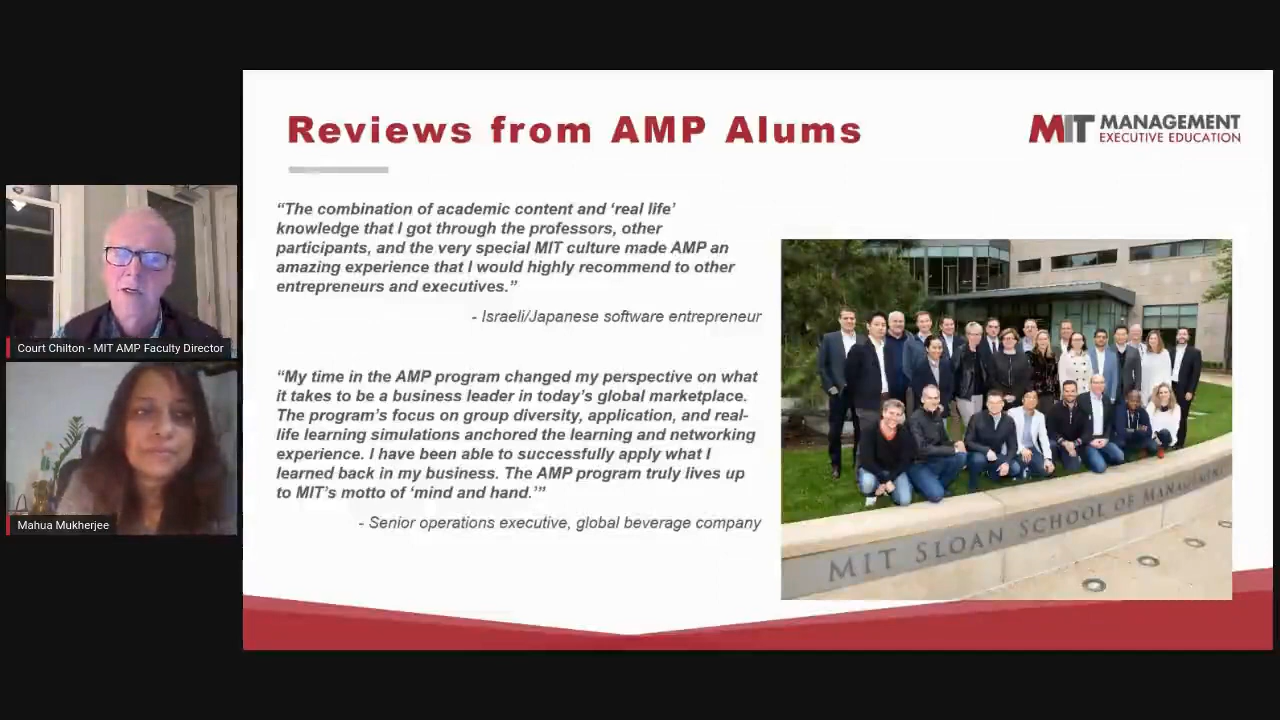 Reviews from AMP Alums
MIT MANAGEMENT
EXECUTIVE EDUCATION
“The combination of academic content and ‘real life’
knowledge that I got through the professors, other
participants, and the very special MIT culture made AMP an
amazing experience that I would highly recommend to other
entrepreneurs and executives.”
- Israeli/Japanese software entrepreneur
“My time in the AMP program changed my perspective on what
it takes to be a business leader in today’s global marketplace.
The program’s focus on group diversity, application, and real-
life learning simulations anchored the learning and networking
experience. I have been able to successfully apply what I
learned back in my business. The AMP program truly lives up
to MIT’s motto of ‘mind and hand.’”
- Senior operations executive, global beverage company
MIT SLOAN SCHOOL OF MANAGEMENT
Court Chilton - MIT AMP Faculty Director
Mahua Mukherjee